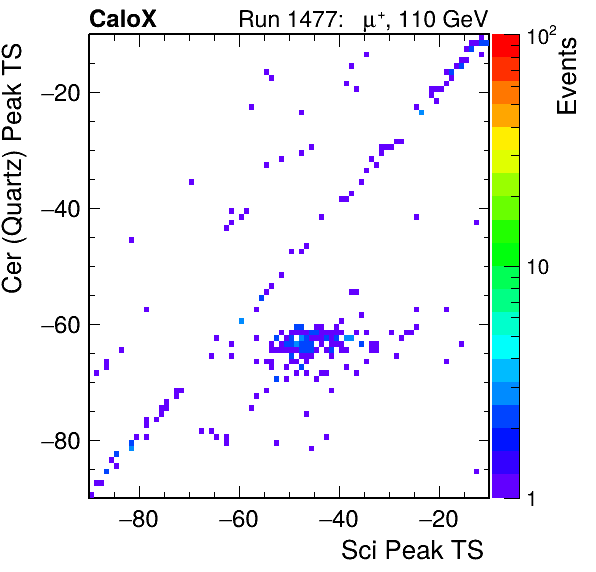 CaloX Run 1477: μ⁺, 110 GeV
Cer (Quartz) Peak TS
−20
−40
−60
−80
−80 −60 −40 −20
Sci Peak TS
10²
10
1
Events